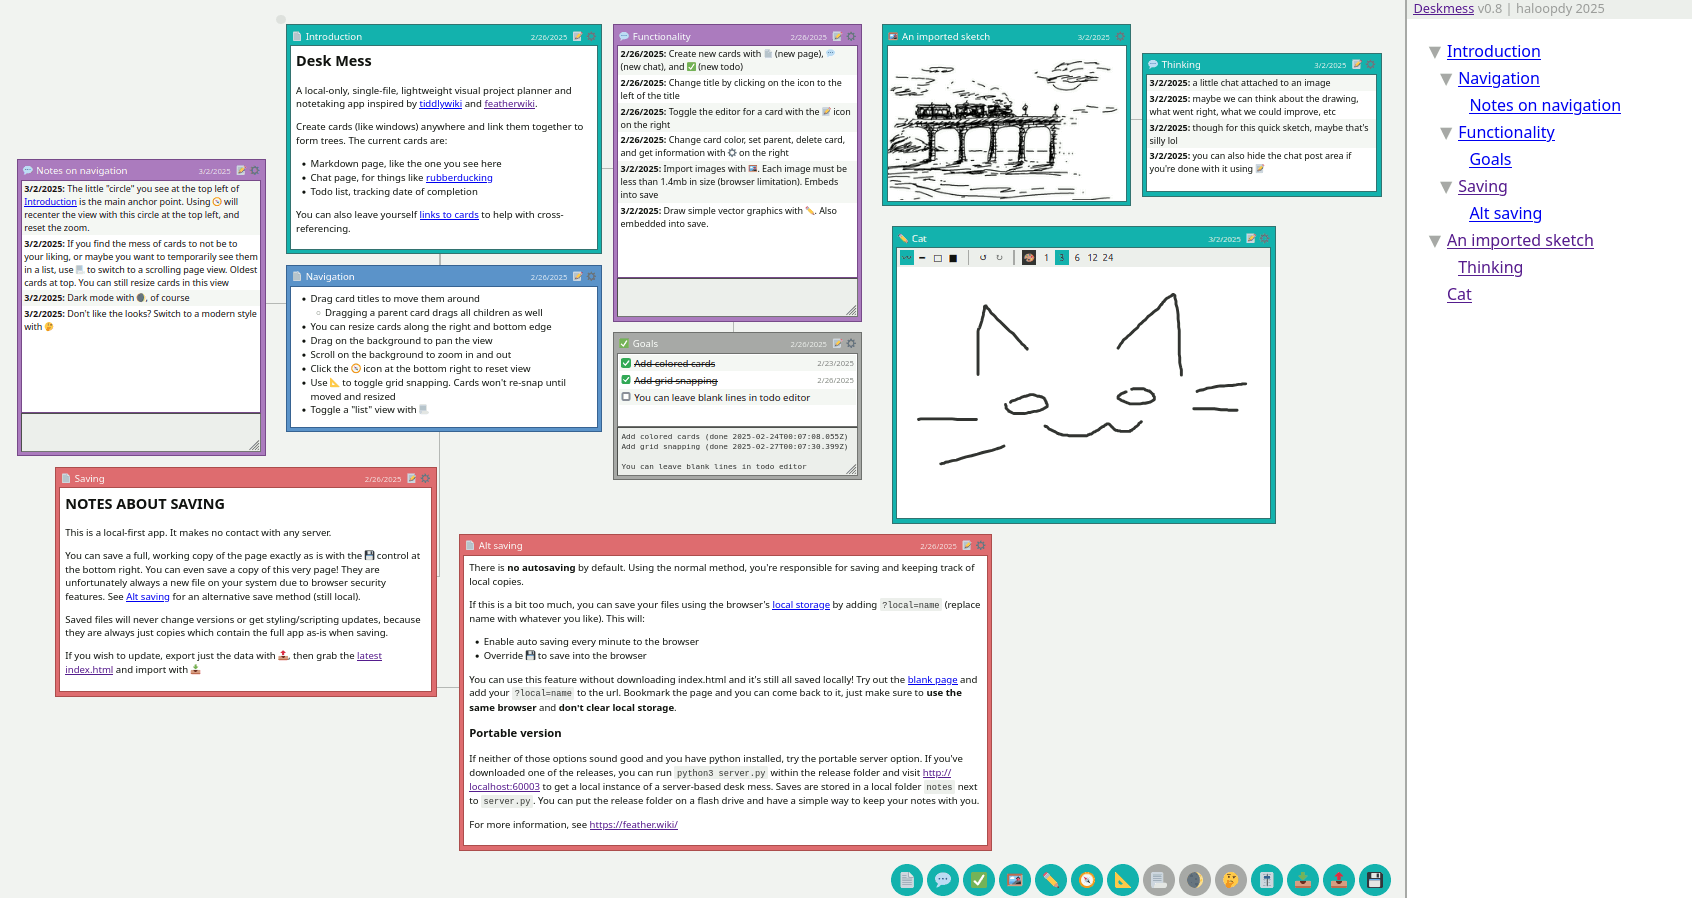 Introduction 2/26/2025
Desk Mess
A local-only, single-file, lightweight visual project planner and
notetaking app inspired by tiddlywiki and featherwiki.
Create cards (like windows) anywhere and link them together to
form trees. The current cards are:
• Markdown page, like the one you see here
• Chat page, for things like rubberducking
• Todo list, tracking date of completion
You can also leave yourself links to cards to help with cross-
referencing.
Functionality 2/26/2025
2/26/2025: Create new cards with 📄 (new page), 💬
(new chat), and ✅ (new todo)
2/26/2025: Change title by clicking on the icon to the
left of the title
2/26/2025: Toggle the editor for a card with the 📝 icon
on the right
2/26/2025: Change card color, set parent, delete card,
and get information with ⚙ on the right
3/2/2025: Import images with 🖼. Each image must be
less than 1.4mb in size (browser limitation). Embeds
into save
3/2/2025: Draw simple vector graphics with ✏️. Also
embedded into save.
An imported sketch 3/2/2025
Thinking 3/2/2025
3/2/2025: a little chat attached to an image
3/2/2025: maybe we can think about the drawing,
what went right, what we could improve, etc
3/2/2025: though for this quick sketch, maybe that's
silly lol
3/2/2025: you can also hide the chat post area if
you're done with it using 📝
Notes on navigation 3/2/2025
3/2/2025: The little "circle" you see at the top left of
Introduction is the main anchor point. Using 🧭 will
recenter the view with this circle at the top left, and
reset the zoom.
3/2/2025: If you find the mess of cards to not be to
your liking, or maybe you want to temporarily see them
in a list, use 📃 to switch to a scrolling page view. Oldest
cards at top. You can still resize cards in this view
3/2/2025: Dark mode with 🌒, of course
3/2/2025: Don't like the looks? Switch to a modern style
with 🤔
Navigation 2/26/2025
• Drag card titles to move them around
○ Dragging a parent card drags all children as well
• You can resize cards along the right and bottom edge
• Drag on the background to pan the view
• Scroll on the background to zoom in and out
• Click the 🧭 icon at the bottom right to reset view
• Use 📐 to toggle grid snapping. Cards won't re-snap until
moved and resized
• Toggle a "list" view with 📃
Goals 2/26/2025
Add colored cards 2/23/2025
Add grid snapping 2/26/2025
You can leave blank lines in todo editor
Add colored cards (done 2025-02-24T00:07:08.055Z)
Add grid snapping (done 2025-02-27T00:07:30.399Z)
You can leave blank lines in todo editor
Cat 3/2/2025
1 3 6 12 24
Saving 2/26/2025
NOTES ABOUT SAVING
This is a local-first app. It makes no contact with any server.
You can save a full, working copy of the page exactly as is with the 💾 control at
the bottom right. You can even save a copy of this very page! They are
unfortunately always a new file on your system due to browser security
features. See Alt saving for an alternative save method (still local).
Saved files will never change versions or get styling/scripting updates, because
they are always just copies which contain the full app as-is when saving.
If you wish to update, export just the data with 📤, then grab the latest
index.html and import with 📥
Alt saving 2/26/2025
There is no autosaving by default. Using the normal method, you're responsible for saving and keeping track of
local copies.
If this is a bit too much, you can save your files using the browser's local storage by adding ?local=name (replace
name with whatever you like). This will:
• Enable auto saving every minute to the browser
• Override 💾 to save into the browser
You can use this feature without downloading index.html and it's still all saved locally! Try out the blank page and
add your ?local=name to the url. Bookmark the page and you can come back to it, just make sure to use the
same browser and don't clear local storage.
Portable version
If neither of those options sound good and you have python installed, try the portable server option. If you've
downloaded one of the releases, you can run python3 server.py within the release folder and visit http://
localhost:60003 to get a local instance of a server-based desk mess. Saves are stored in a local folder notes next
to server.py. You can put the release folder on a flash drive and have a simple way to keep your notes with you.
For more information, see https://feather.wiki/
Deskmess v0.8 | haloopdy 2025
▼ Introduction
▼ Navigation
Notes on navigation
▼ Functionality
Goals
▼ Saving
Alt saving
▼ An imported sketch
Thinking
Cat